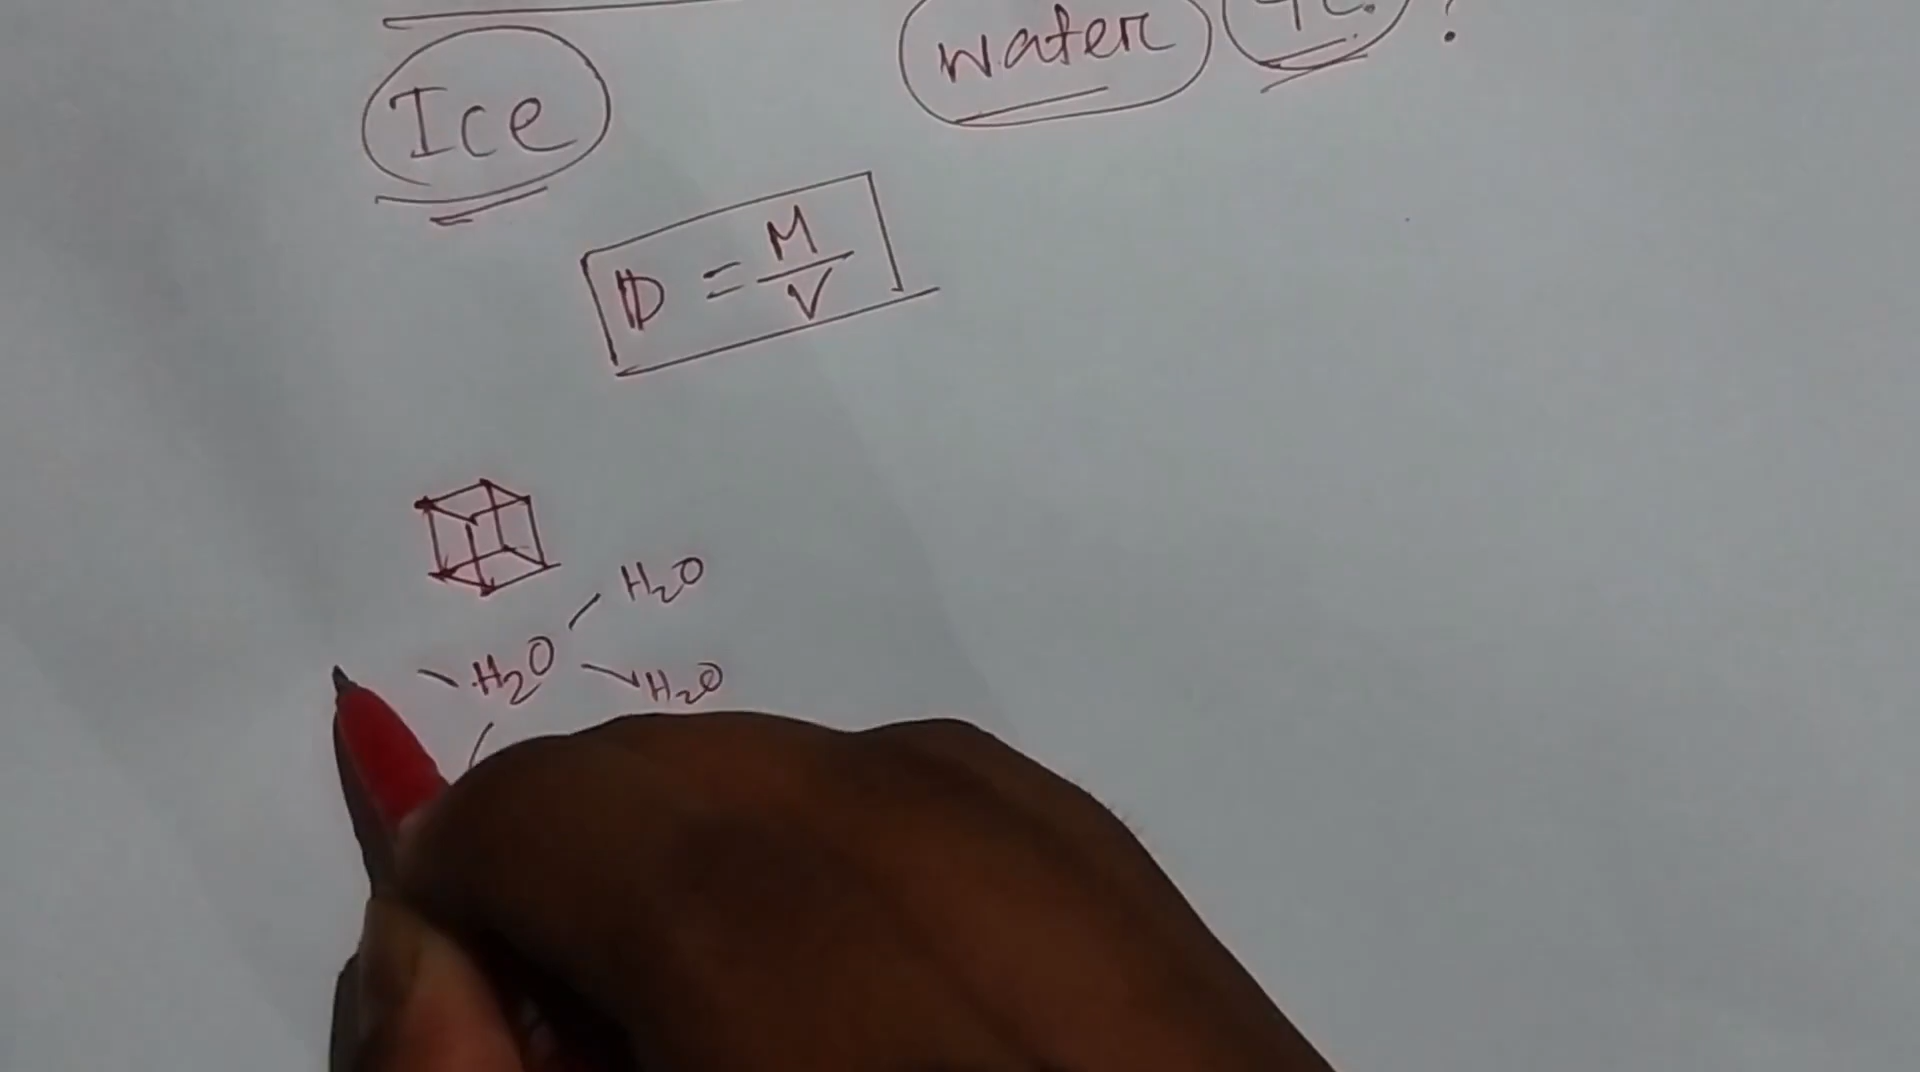 Ice
water
?
D = M/V
H2O
H2O
H2O